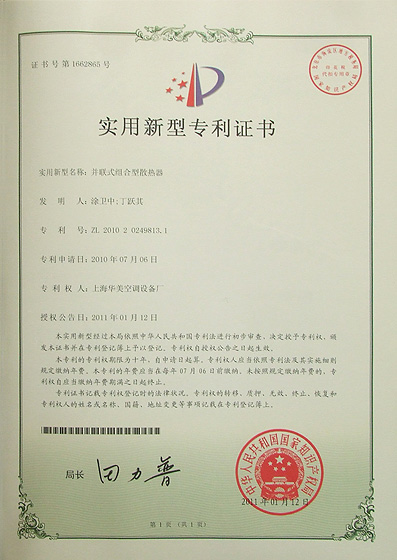 证书号第1662865号
实用新型专利证书
实用新型名称：并联式组合型散热器
发 明 人：涂卫中;丁跃其
专 利 号：ZL 2010 2 0249813.1
专利申请日：2010年07月06日
专 利 权 人：上海华美空调设备厂
授权公告日：2011年01月12日
本实用新型经过本局依照中华人民共和国专利法进行初步审查，决定授予专利权，颁
发本证书并在专利登记簿上予以登记。专利权自授权公告之日起生效。
本专利的专利权期限为十年，自申请日起算。专利权人应当依照专利法及其实施细则
规定缴纳年费。本专利的年费应当在每年07月06日前缴纳。未按照规定缴纳年费的，专利
权自应当缴纳年费期满之日起终止。
专利证书记载专利权登记时的法律状况。专利权的转移、质押、无效、终止、恢复和
专利权人的姓名或名称、国籍、地址变更等事项记载在专利登记簿上。
局长 田力普
中华人民共和国国家知识产权局
2011年01月12日
第1页（共1页）